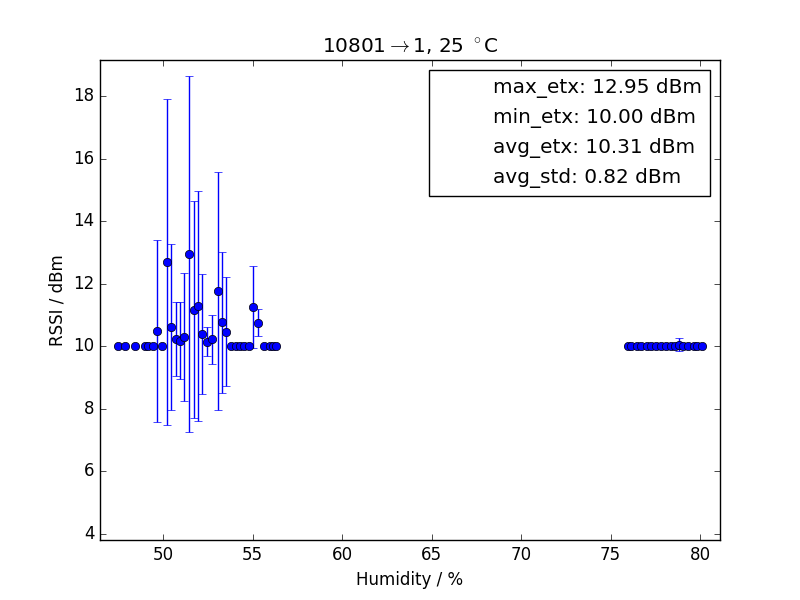 10801→1, 25 °C
max_etx: 12.95 dBm
min_etx: 10.00 dBm
avg_etx: 10.31 dBm
avg_std: 0.82 dBm
18
16
14
12
10
8
6
4
RSSI / dBm
50 55 60 65 70 75 80
Humidity / %